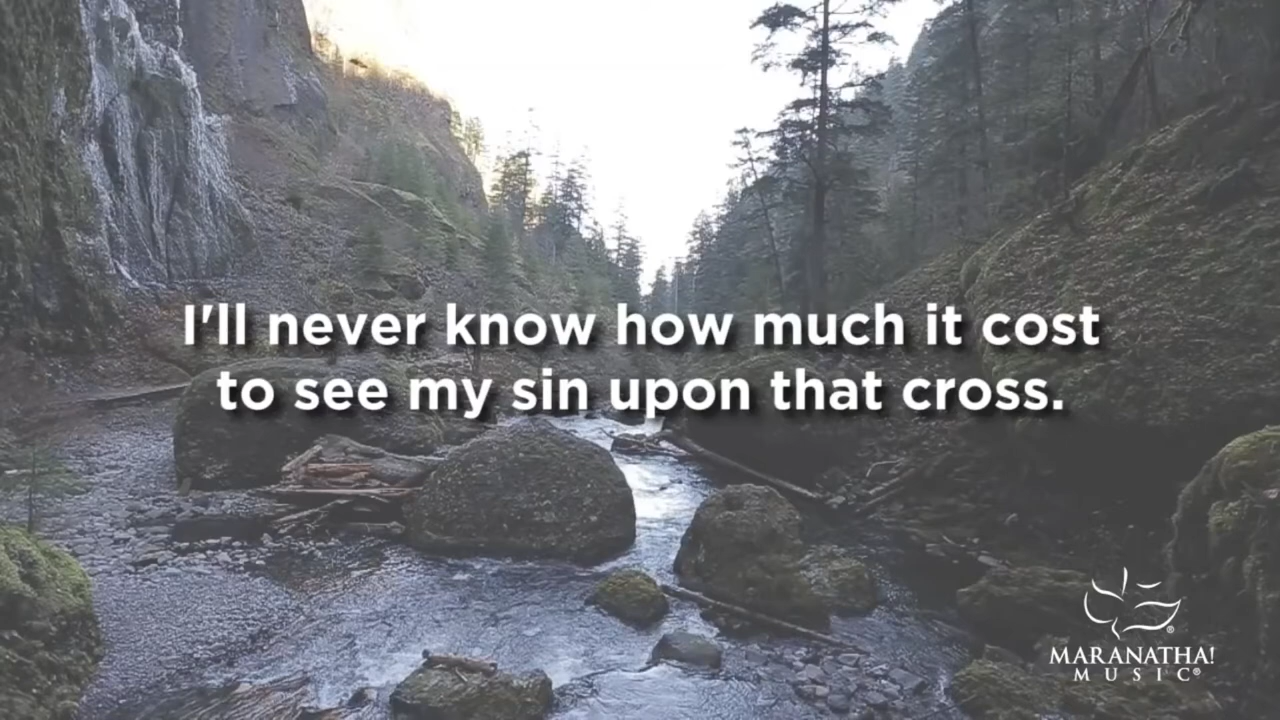 I'll never know how much it cost
to see my sin upon that cross.
MARANATHA!
MUSIC®